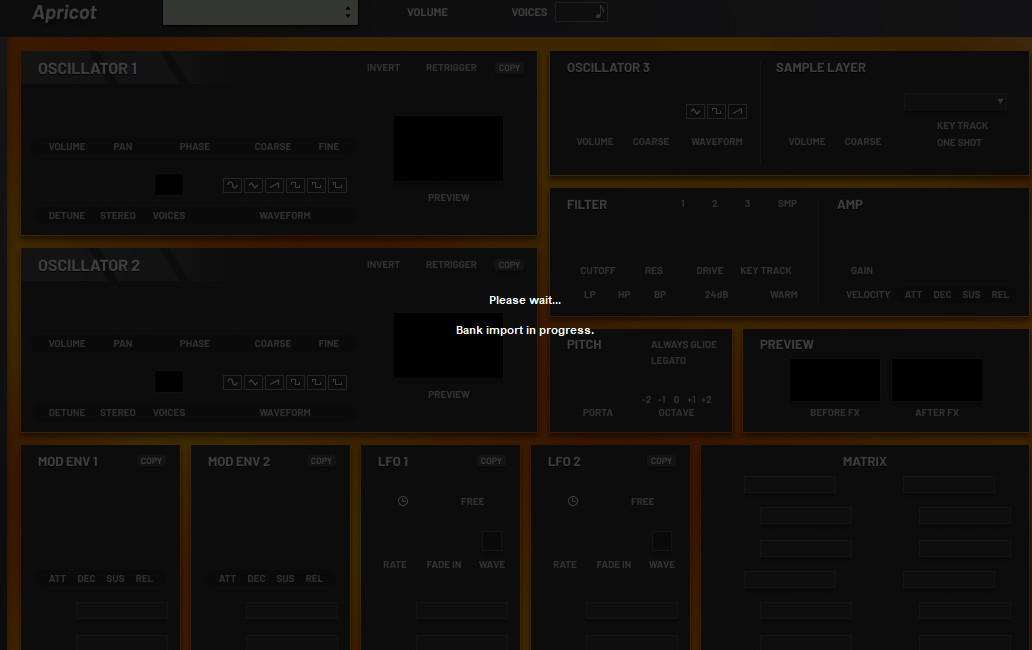 Apricot
VOLUME VOICES
OSCILLATOR 1 INVERT RETRIGGER COPY
VOLUME PAN PHASE COARSE FINE
PREVIEW
DETUNE STEREO VOICES WAVEFORM
OSCILLATOR 3
VOLUME COARSE WAVEFORM
SAMPLE LAYER
KEY TRACK
ONE SHOT
VOLUME COARSE
FILTER 1 2 3 SMP
CUTOFF RES DRIVE KEY TRACK
LP HP BP 24dB WARM
AMP
GAIN
VELOCITY ATT DEC SUS REL
OSCILLATOR 2 INVERT RETRIGGER COPY
VOLUME PAN PHASE COARSE FINE
PREVIEW
DETUNE STEREO VOICES WAVEFORM
Please wait...
Bank import in progress.
PITCH ALWAYS GLIDE
LEGATO
-2 -1 0 +1 +2
PORTA OCTAVE
PREVIEW
BEFORE FX AFTER FX
MOD ENV 1 COPY
ATT DEC SUS REL
MOD ENV 2 COPY
ATT DEC SUS REL
LFO 1 COPY
FREE
RATE FADE IN WAVE
LFO 2 COPY
FREE
RATE FADE IN WAVE
MATRIX